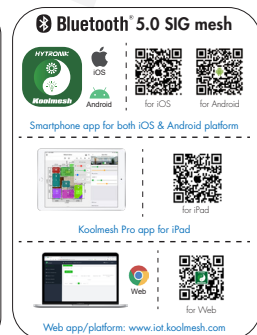 Bluetooth® 5.0 SIG mesh
HYTRONIK
Koolmesh
iOS
Android
for iOS
for Android
Smartphone app for both iOS & Android platform
for iPad
Koolmesh Pro app for iPad
Web
for Web
Web app/platform: www.iot.koolmesh.com